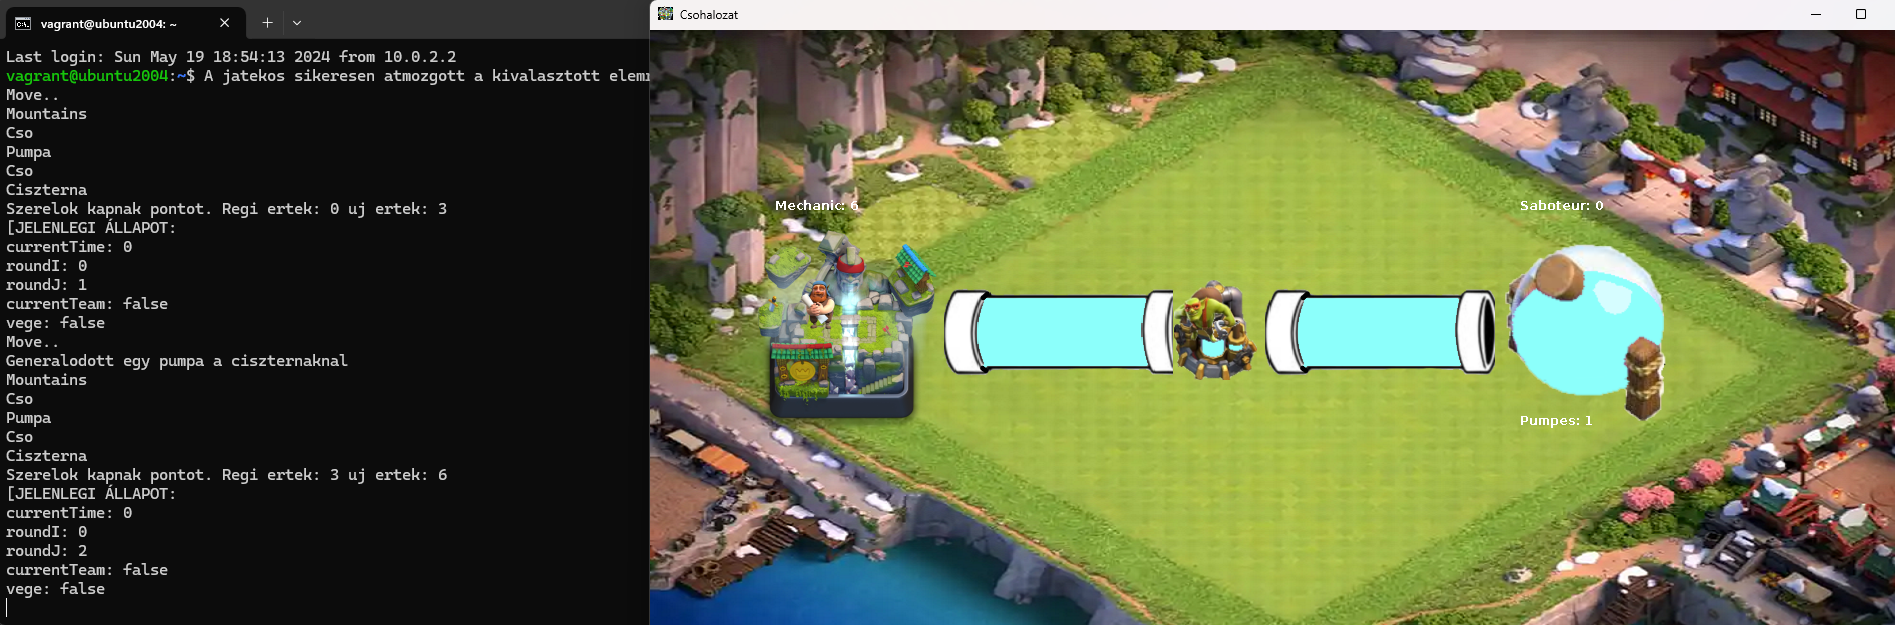 vagrant@ubuntu2004: ~
Last login: Sun May 19 18:54:13 2024 from 10.0.2.2
vagrant@ubuntu2004:~$ A jatekos sikeresen atmozgott a kivalasztott elem
Move..
Mountains
Cso
Pumpa
Cso
Ciszterna
Szerelok kapnak pontot. Regi ertek: 0 uj ertek: 3
[JELENLEGI ÁLLAPOT:
currentTime: 0
roundI: 0
roundJ: 1
currentTeam: false
vege: false
Move..
Generalodott egy pumpa a ciszternaknal
Mountains
Cso
Pumpa
Cso
Ciszterna
Szerelok kapnak pontot. Regi ertek: 3 uj ertek: 6
[JELENLEGI ÁLLAPOT:
currentTime: 0
roundI: 0
roundJ: 2
currentTeam: false
vege: false
Csohalozat
Mechanic: 6
Saboteur: 0
Pumpes: 1